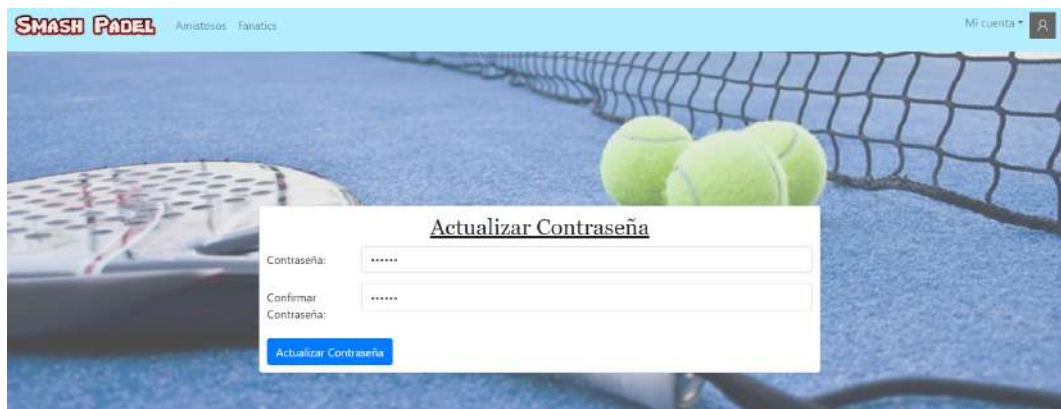 SMASH PADEL Amistosos Fanatics Mi cuenta
Actualizar Contraseña
Contraseña: ••••••
Confirmar ••••••
Contraseña:
Actualizar Contraseña